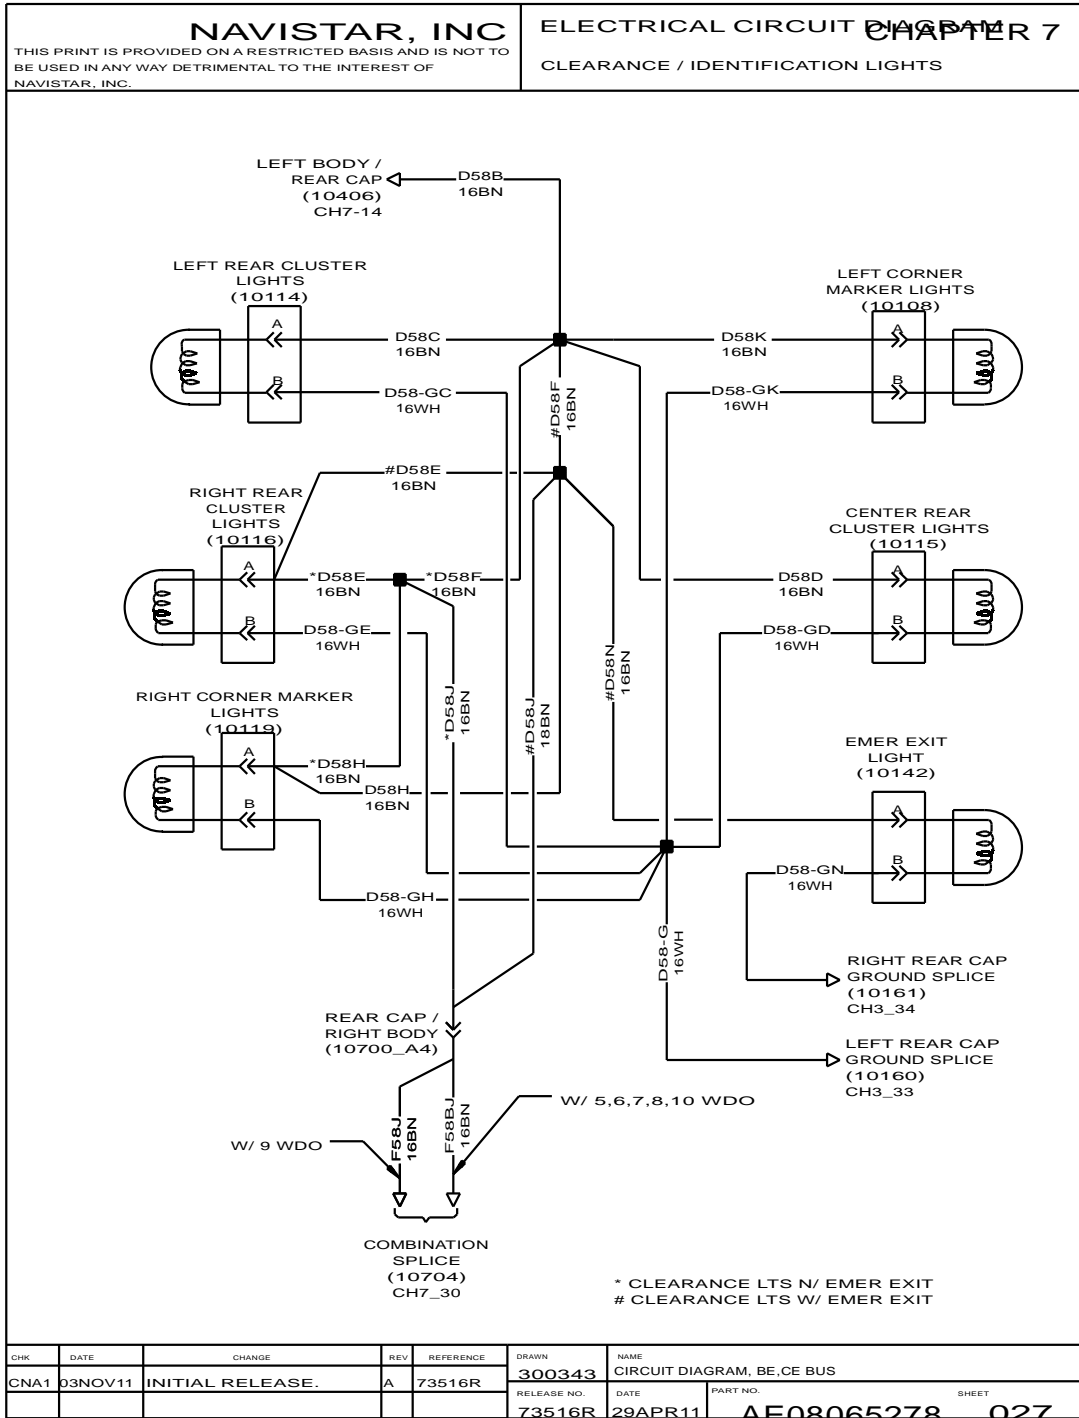 NAVISTAR, INC
THIS PRINT IS PROVIDED ON A RESTRICTED BASIS AND IS NOT TO
BE USED IN ANY WAY DETRIMENTAL TO THE INTEREST OF
NAVISTAR, INC.
ELECTRICAL CIRCUIT DIAGRAM
CHAPTER 7
CLEARANCE / IDENTIFICATION LIGHTS
LEFT BODY /
REAR CAP
(10406)
CH7-14
D58B
16BN
LEFT REAR CLUSTER
LIGHTS
(10114)
A
B
D58C
16BN
D58-GC
16WH
LEFT CORNER
MARKER LIGHTS
(10108)
A
B
D58K
16BN
D58-GK
16WH
#D58F
16BN
#D58E
16BN
RIGHT REAR
CLUSTER
LIGHTS
(10116)
A
B
*D58E
16BN
*D58F
16BN
D58-GE
16WH
CENTER REAR
CLUSTER LIGHTS
(10115)
A
B
D58D
16BN
D58-GD
16WH
*D58J
16BN
#D58J
18BN
#D58N
16BN
RIGHT CORNER MARKER
LIGHTS
(10119)
A
B
*D58H
16BN
D58H
16BN
D58-GH
16WH
EMER EXIT
LIGHT
(10142)
A
B
D58-GN
16WH
D58-G
16WH
RIGHT REAR CAP
GROUND SPLICE
(10161)
CH3_34
LEFT REAR CAP
GROUND SPLICE
(10160)
CH3_33
REAR CAP /
RIGHT BODY
(10700_A4)
F58J
16BN
F58BJ
16BN
W/ 9 WDO
W/ 5,6,7,8,10 WDO
COMBINATION
SPLICE
(10704)
CH7_30
* CLEARANCE LTS N/ EMER EXIT
# CLEARANCE LTS W/ EMER EXIT
CHK DATE CHANGE REV REFERENCE
CNA1 03NOV11 INITIAL RELEASE. A 73516R
DRAWN
300343
NAME
CIRCUIT DIAGRAM, BE,CE BUS
RELEASE NO. DATE PART NO. SHEET
73516R 29APR11 AE08065278 027